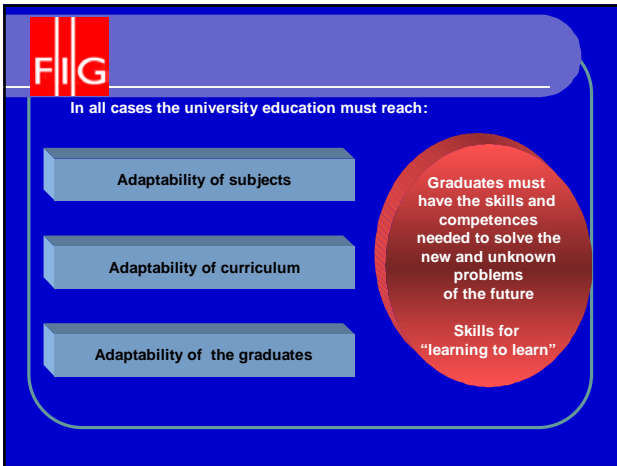 FIG
In all cases the university education must reach:
Adaptability of subjects
Adaptability of curriculum
Adaptability of the graduates
Graduates must
have the skills and
competences
needed to solve the
new and unknown
problems
of the future
Skills for
“learning to learn”